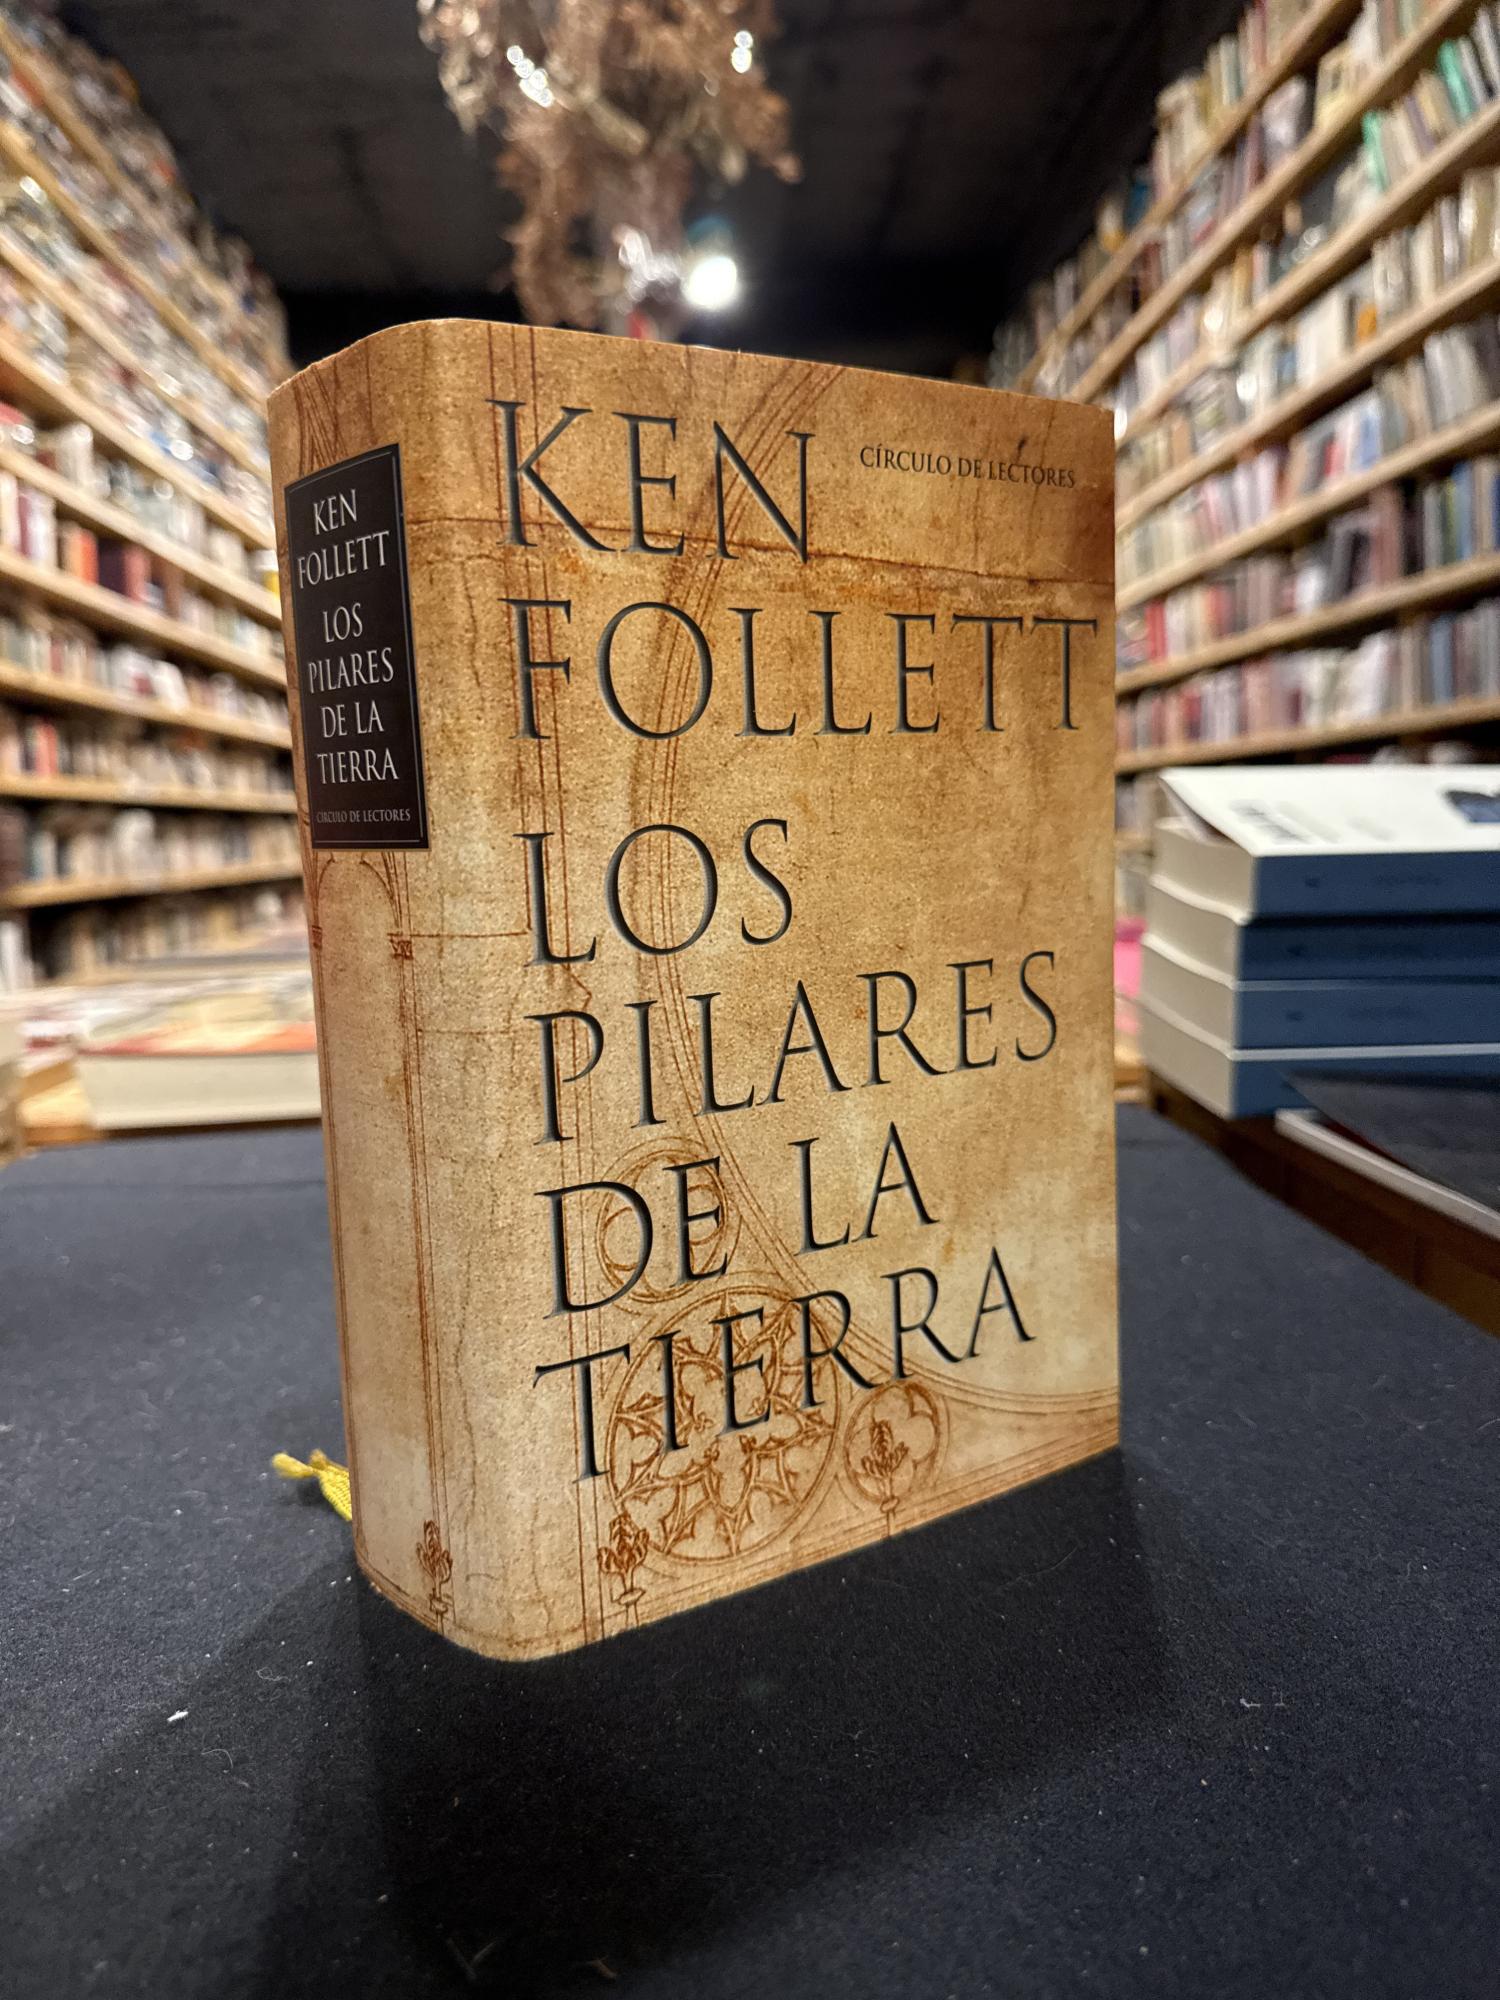 KEN
FOLLETT
LOS
PILARES
DE LA
TIERRA
CÍRCULO DE LECTORES
KEN
CÍRCULO DE LECTORES
FOLLETT
LOS
PILARES
DE LA
TIERRA